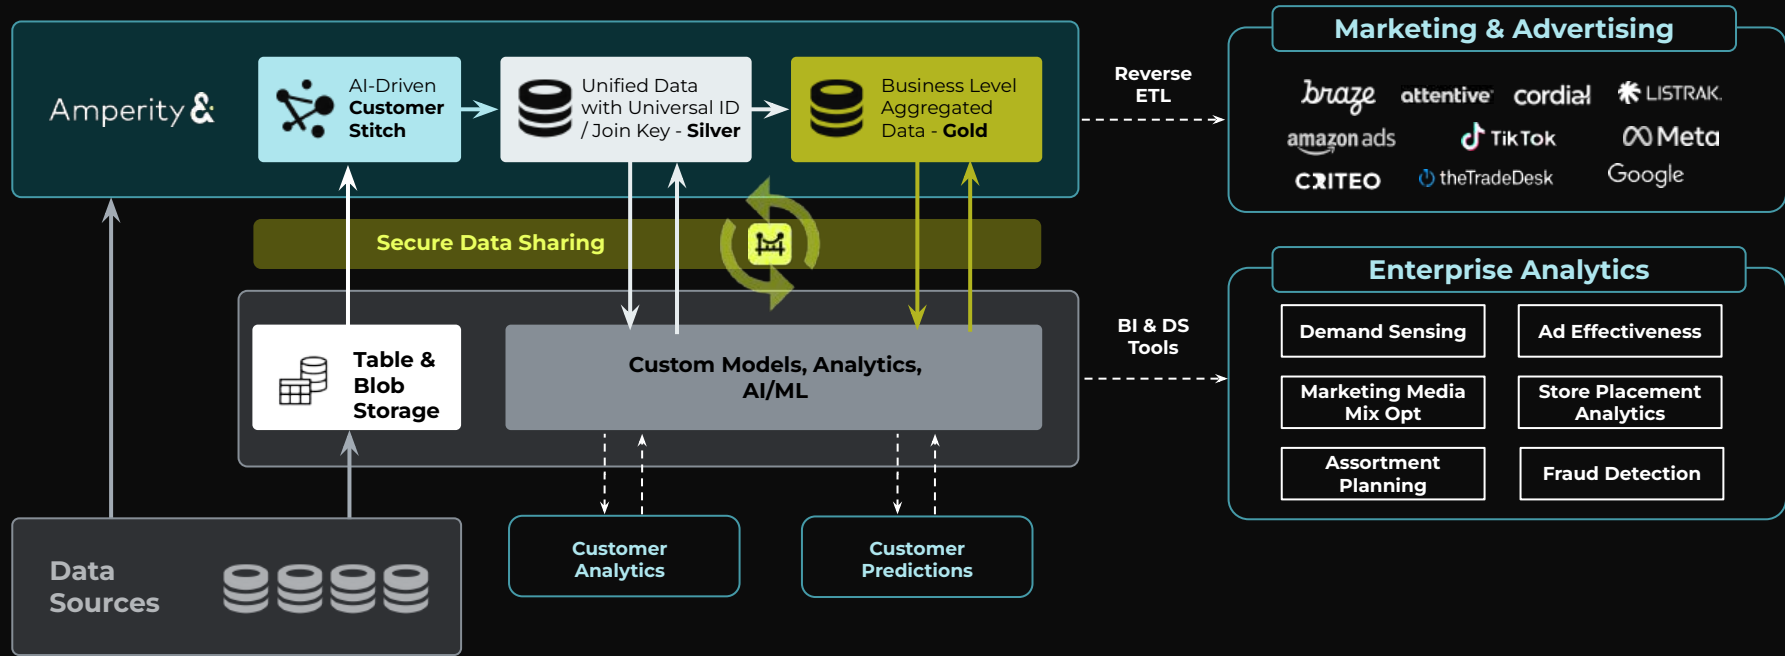 Amperity &
AI-Driven
Customer
Stitch
Unified Data
with Universal ID
/ Join Key - Silver
Business Level
Aggregated
Data - Gold
Reverse
ETL
Marketing & Advertising
braze
attentive
cordial
LISTRAK.
amazon ads
TikTok
Meta
CRITEO
theTradeDesk
Google
Secure Data Sharing
Table &
Blob
Storage
Custom Models, Analytics,
AI/ML
BI & DS
Tools
Enterprise Analytics
Demand Sensing
Ad Effectiveness
Marketing Media
Mix Opt
Store Placement
Analytics
Assortment
Planning
Fraud Detection
Data
Sources
Customer
Analytics
Customer
Predictions